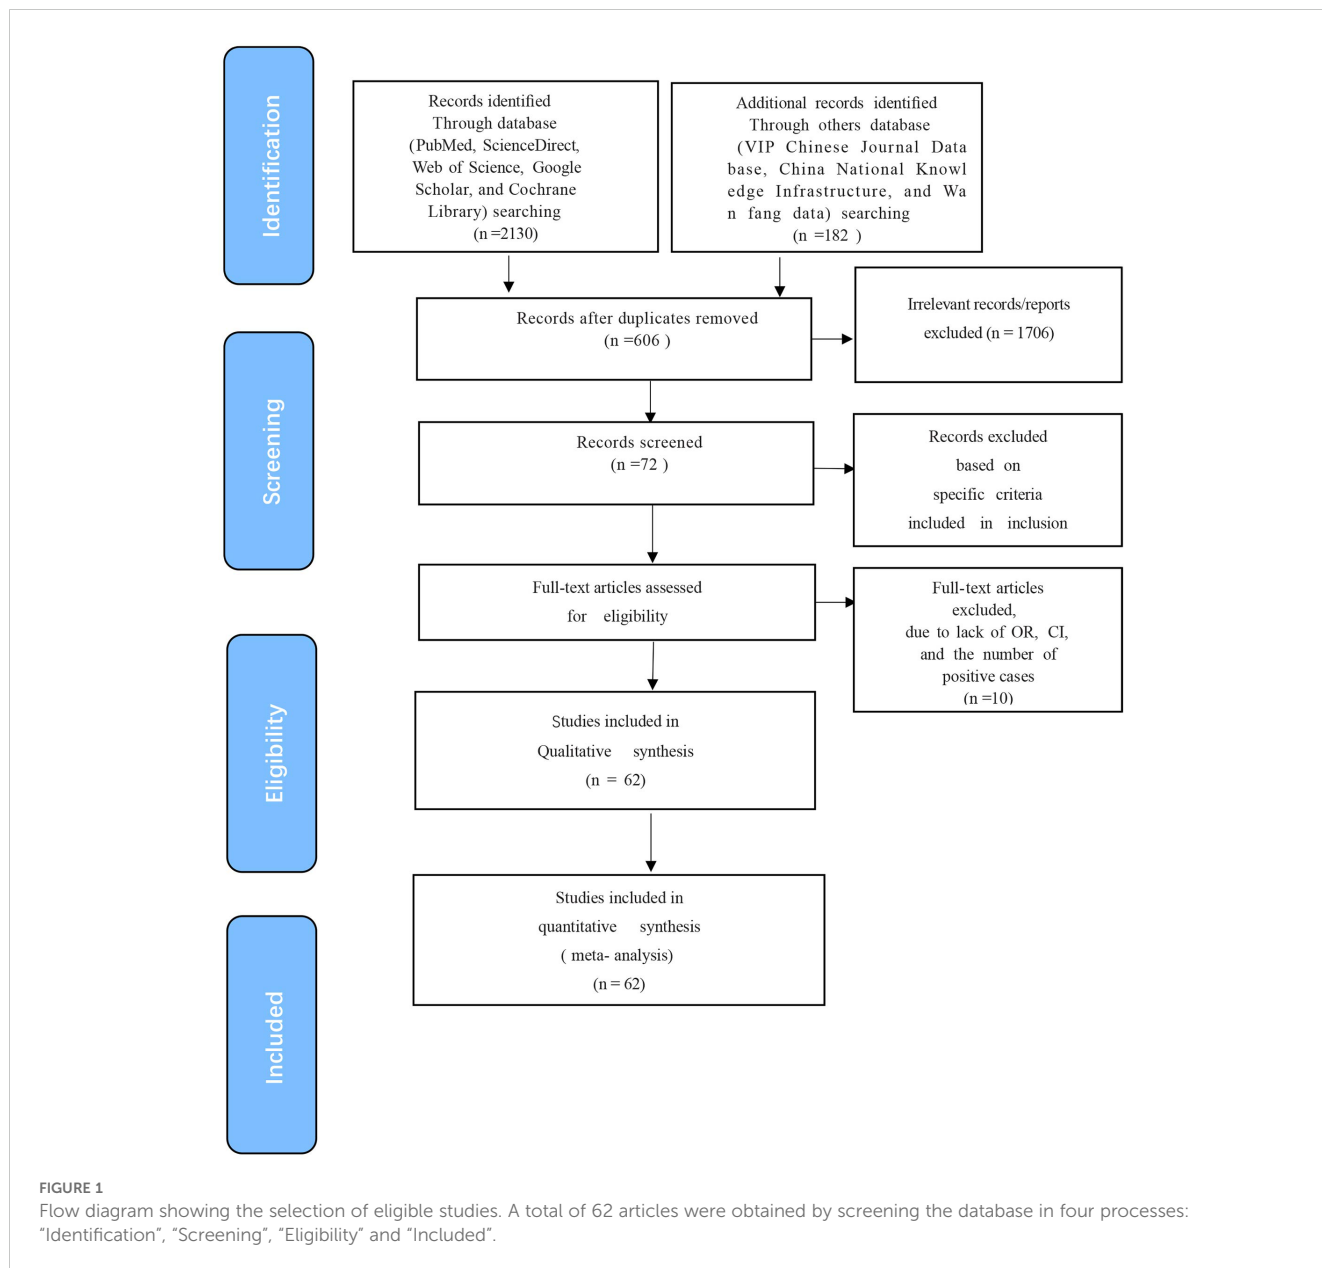 Identification
Records identified
Through database
(PubMed, ScienceDirect,
Web of Science, Google
Scholar, and Cochrane
Library) searching
(n =2130)
Additional records identified
Through others database
(VIP Chinese Journal Data
base, China National Knowl
edge Infrastructure, and Wa
n fang data) searching
(n =182 )
Records after duplicates removed
(n =606 )
Irrelevant records/reports
excluded (n = 1706)
Screening
Records screened
(n =72 )
Records excluded
based on
specific criteria
included in inclusion
Full-text articles assessed
for eligibility
Full-text articles
excluded,
due to lack of OR, CI,
and the number of
positive cases
(n =10)
Eligibility
Studies included in
Qualitative synthesis
(n = 62)
Included
Studies included in
quantitative synthesis
( meta- analysis)
(n = 62)
FIGURE 1
Flow diagram showing the selection of eligible studies. A total of 62 articles were obtained by screening the database in four processes:
“Identification”, “Screening”, “Eligibility” and “Included”.